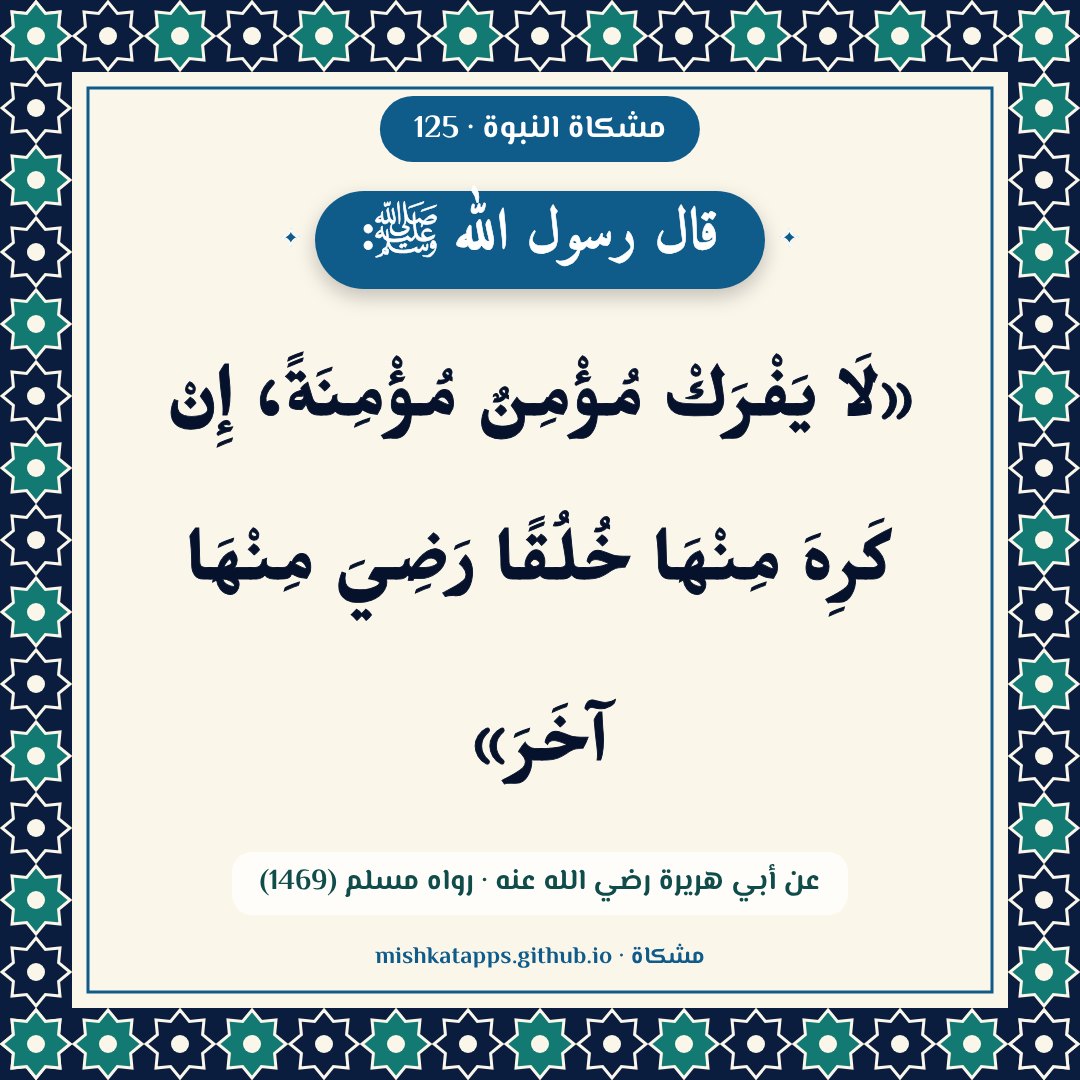 مشكاة النبوة · 125
قال رسول الله ﷺ:
«لَا يَفْرَكْ مُؤْمِنٌ مُؤْمِنَةً، إِنْ
كَرِهَ مِنْهَا خُلُقًا رَضِيَ مِنْهَا
آخَرَ»
عن أبي هريرة رضي الله عنه · رواه مسلم (1469)
مشكاة · mishkatapps.github.io